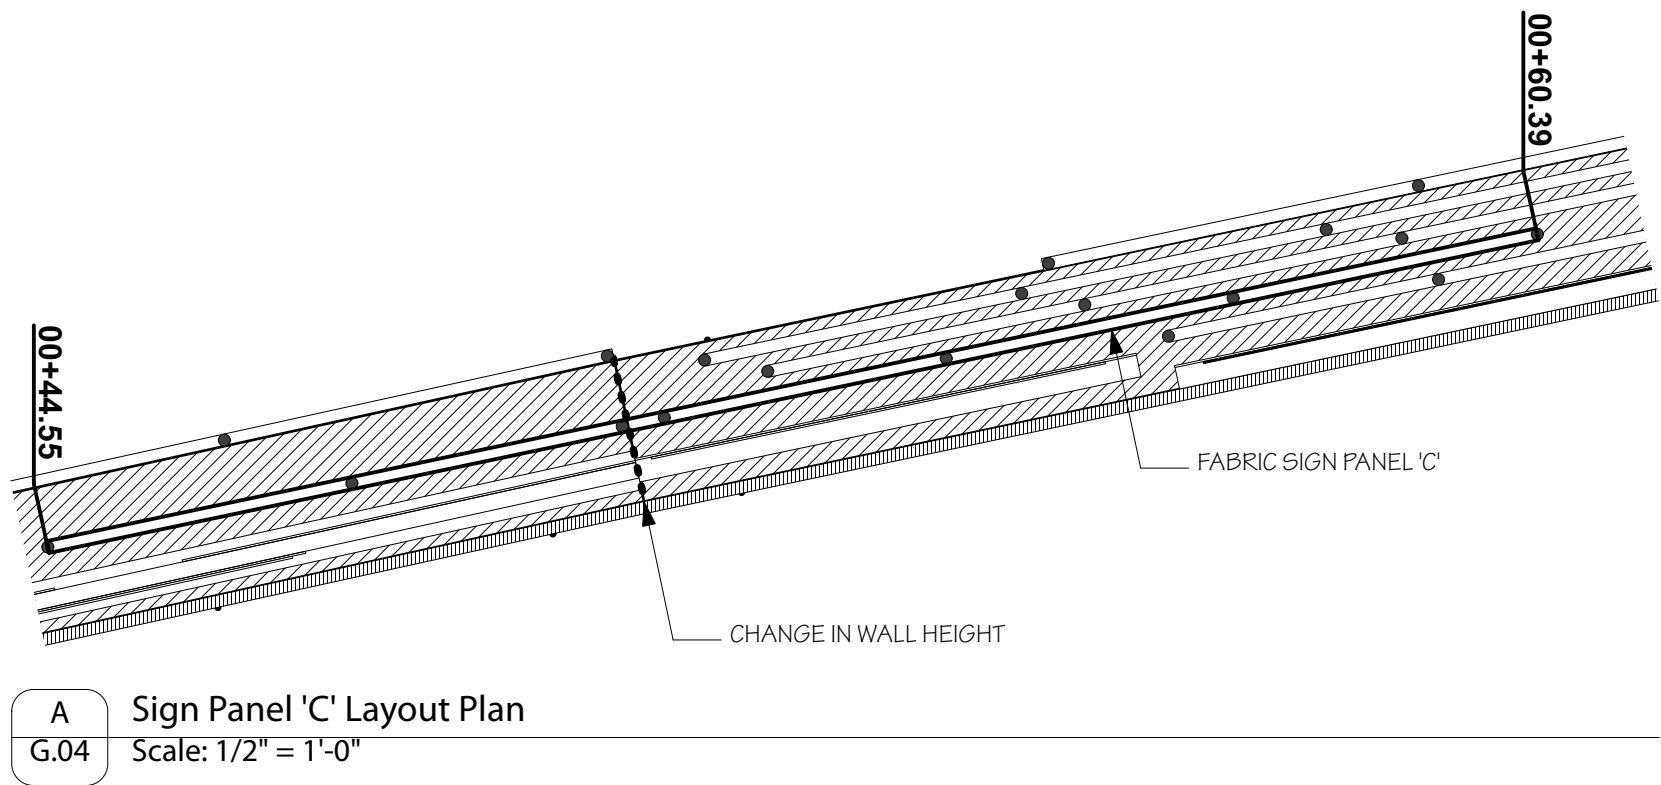 00+60.39
00+44.55
FABRIC SIGN PANEL 'C'
CHANGE IN WALL HEIGHT
A
Sign Panel 'C' Layout Plan
G.04
Scale: 1/2" = 1'-0"